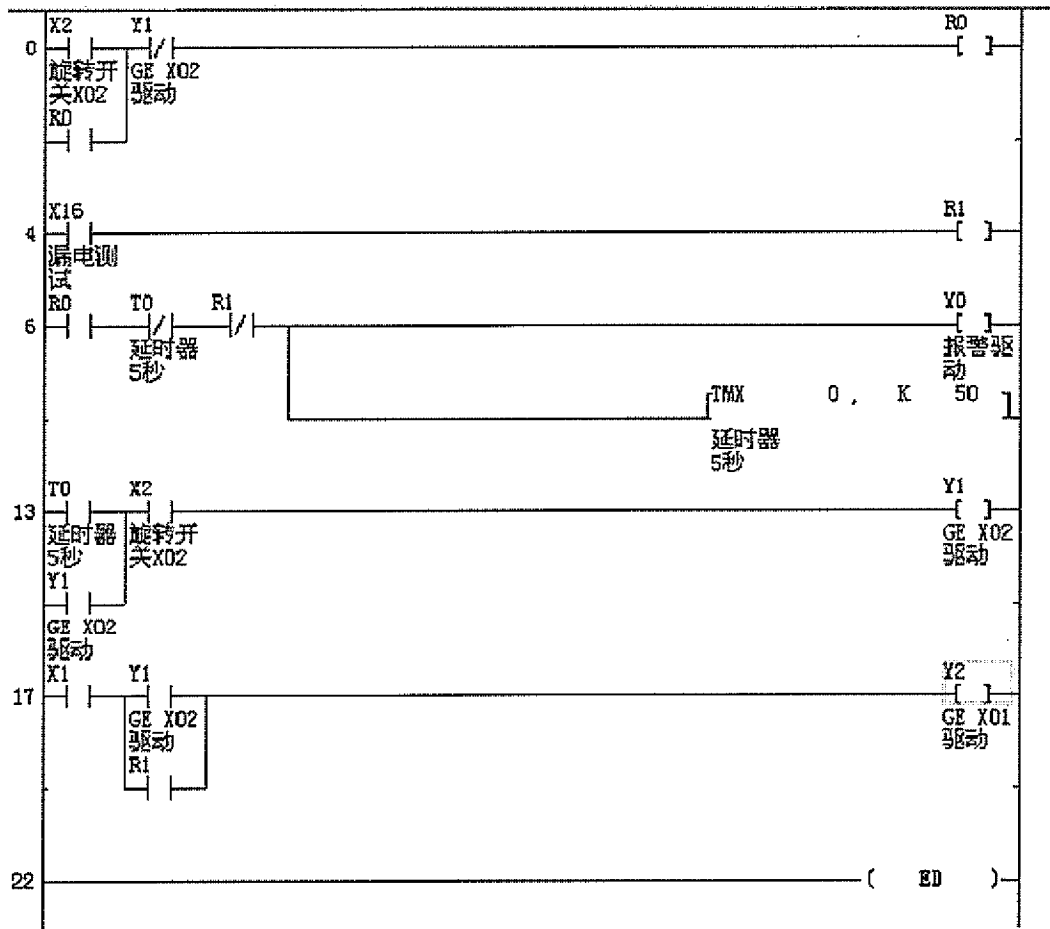 X2 Y1 R0
0
旋转开 GE X02
关X02 驱动
R0
X16 R1
4
漏电测
试
R0 T0 R1 Y0
6
延时器 报警驱
5秒 动
TMX 0 , K 50
延时器
5秒
T0 X2 Y1
13
延时器 旋转开 GE X02
5秒 关X02 驱动
Y1
GE X02
驱动
X1 Y1 Y2
17
GE X02 GE X01
驱动 驱动
R1
22 ( ED )